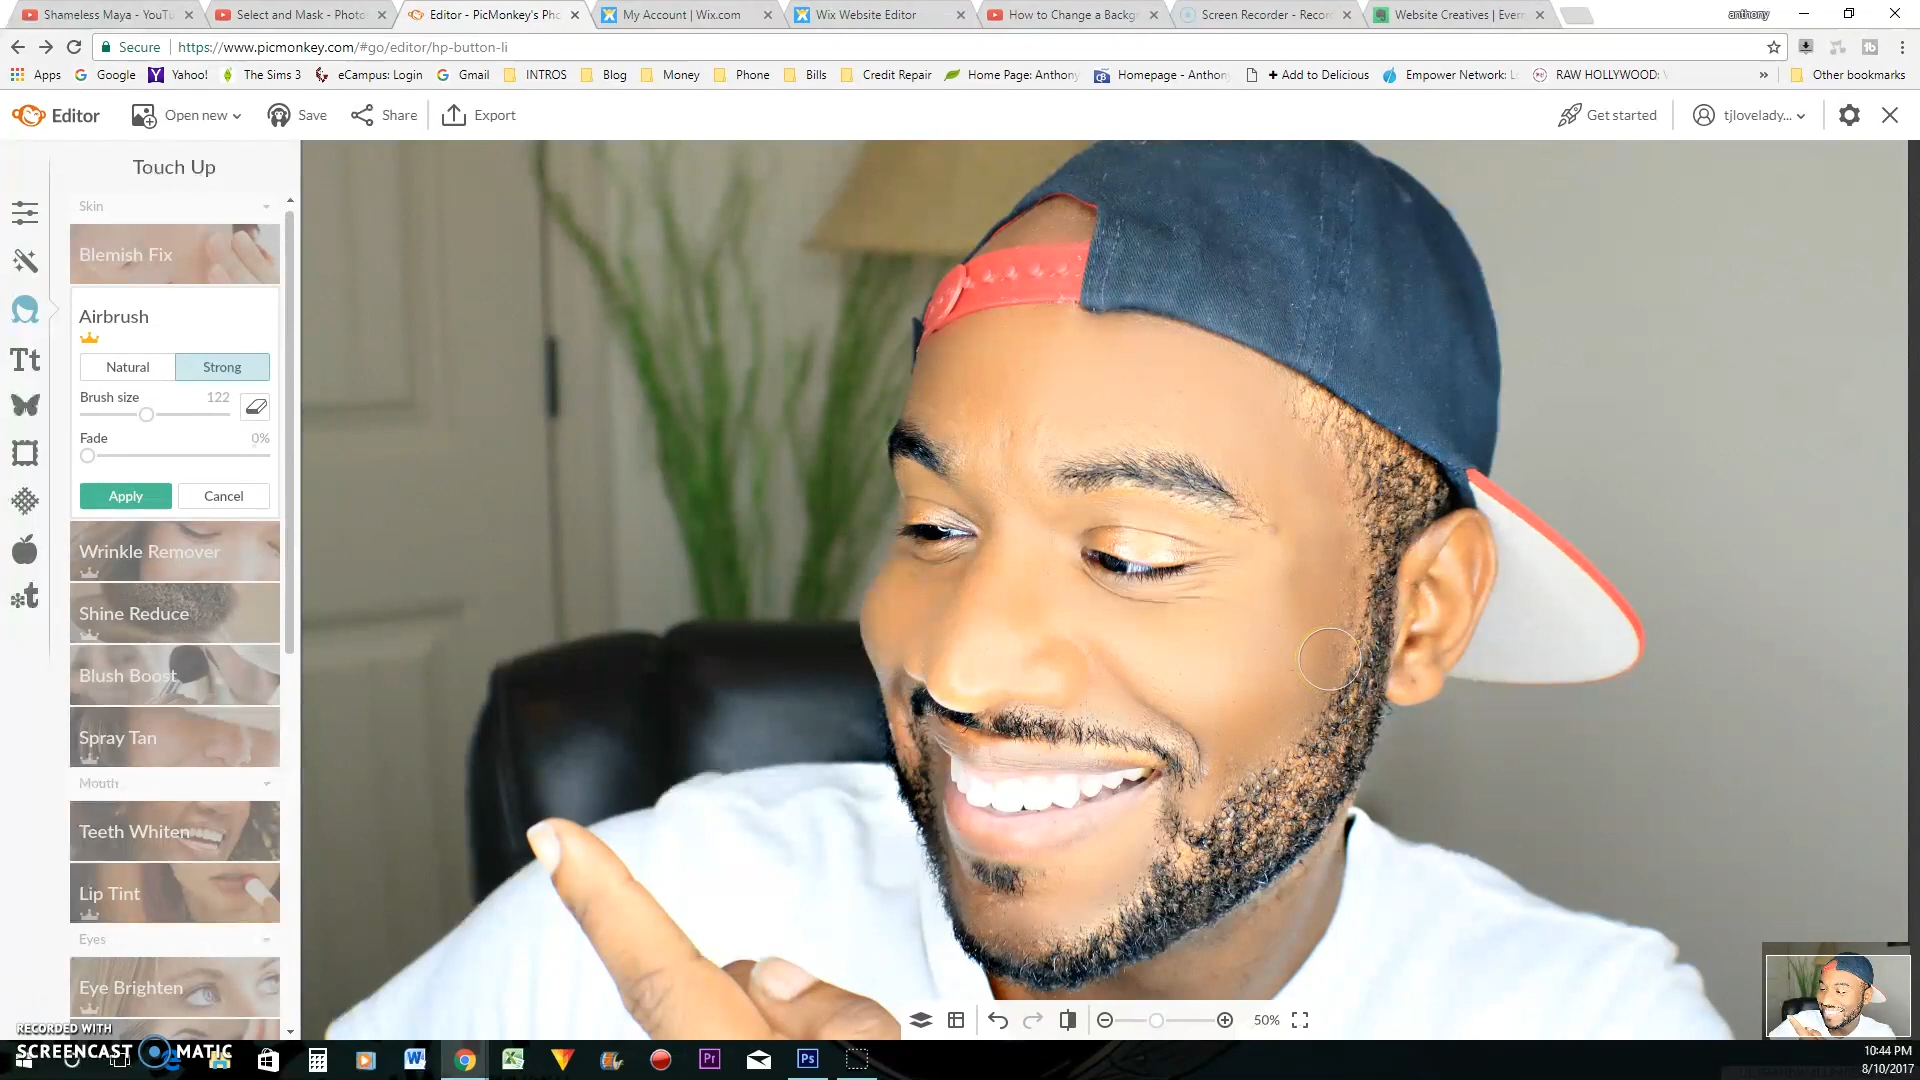 Shameless Maya - YouTu
Select and Mask - Photo
Editor - PicMonkey's Pho
My Account | Wix.com
Wix Website Editor
How to Change a Backg
Screen Recorder - Recor
Website Creatives | Evern
anthony
Secure
https://www.picmonkey.com/#go/editor/hp-button-li
Apps
Google
Yahoo!
The Sims 3
eCampus: Login
Gmail
INTROS
Blog
Money
Phone
Bills
Credit Repair
Home Page: Anthony
Homepage - Anthony
+ Add to Delicious
Empower Network: L
RAW HOLLYWOOD:
»
Other bookmarks
Editor
Open new
Save
Share
Export
Get started
tjlovelady...
Touch Up
Skin
Blemish Fix
Airbrush
Natural
Strong
Brush size
122
Fade
0%
Apply
Cancel
Tt
Wrinkle Remover
Shine Reduce
Blush Boost
Spray Tan
Mouth
Teeth Whiten
Lip Tint
Eyes
Eye Brighten
50%
RECORDED WITH
SCREENCAST MATIC
Pr
Ps
10:44 PM
8/10/2017